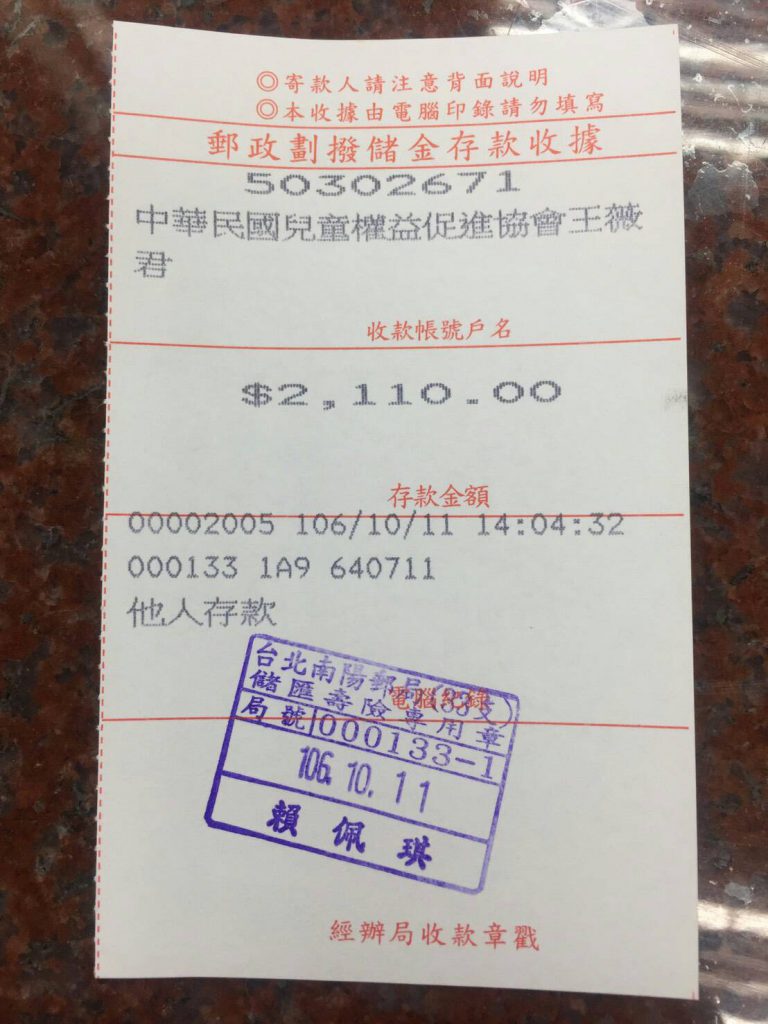 ◎寄款人請注意背面說明
◎本收據由電腦印錄請勿填寫
郵政劃撥儲金存款收據
50302671
中華民國兒童權益促進協會王薇
君
收款帳號戶名
$2,110.00
存款金額
00002005 106/10/11 14:04:32
000133 1A9 640711
他人存款
台北南陽郵局(33支)
電腦紀錄
儲匯壽險專用章
局號 000133-1
106.10.11
賴佩琪
經辦局收款章戳